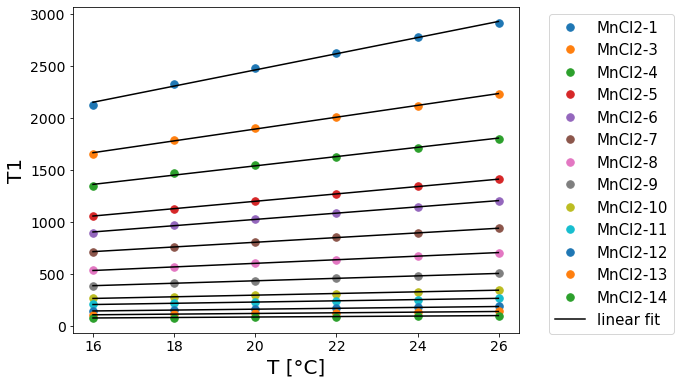 3000
2500
2000
1500
1000
500
0
T1
16
18
20
22
24
26
T [°C]
MnCl2-1
MnCl2-3
MnCl2-4
MnCl2-5
MnCl2-6
MnCl2-7
MnCl2-8
MnCl2-9
MnCl2-10
MnCl2-11
MnCl2-12
MnCl2-13
MnCl2-14
linear fit